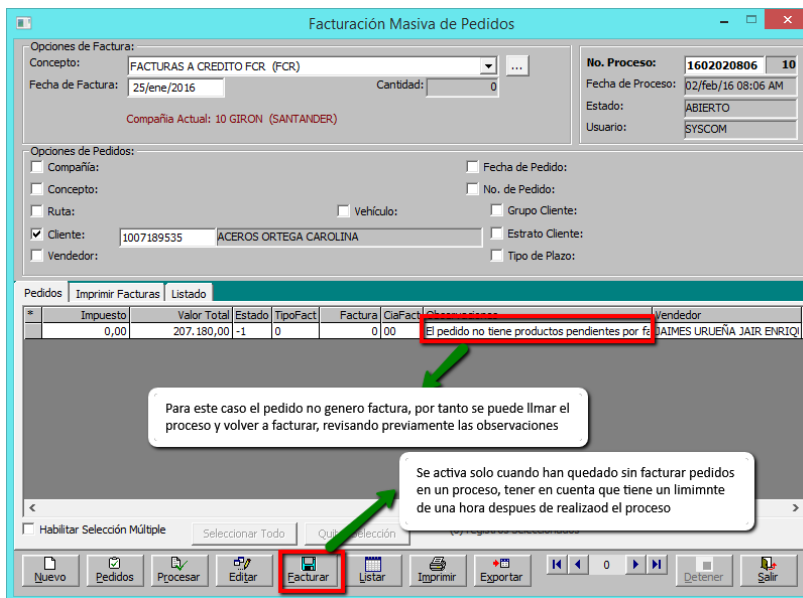 Facturación Masiva de Pedidos
Opciones de Factura:
Concepto: FACTURAS A CREDITO FCR (FCR) ...
Fecha de Factura: 25/ene/2016 Cantidad: 0
Compañia Actual: 10 GIRON (SANTANDER)
No. Proceso: 1602020806 10
Fecha de Proceso: 02/feb/16 08:06 AM
Estado: ABIERTO
Usuario: SYSCOM
Opciones de Pedidos:
Compañía: Fecha de Pedido:
Concepto: No. de Pedido:
Ruta: Vehículo: Grupo Cliente:
Cliente: 1007189535 ACEROS ORTEGA CAROLINA Estrato Cliente:
Vendedor: Tipo de Plazo:
Pedidos Imprimir Facturas Listado
* Impuesto Valor Total Estado TipoFact Factura CiaFact Observaciones Vendedor
0,00 207.180,00 -1 0 0 00 El pedido no tiene productos pendientes por fa JAIMES URUEÑA JAIR ENRIQU
Para este caso el pedido no genero factura, por tanto se puede llmar el
proceso y volver a facturar, revisando previamente las observaciones
Se activa solo cuando han quedado sin facturar pedidos
en un proceso, tener en cuenta que tiene un limimnte
de una hora despues de realizaod el proceso
Habilitar Selección Múltiple Seleccionar Todo Quitar Selección (0) registros Seleccionados
Nuevo Pedidos Procesar Editar Facturar Listar Imprimir Exportar 0 Detener Salir